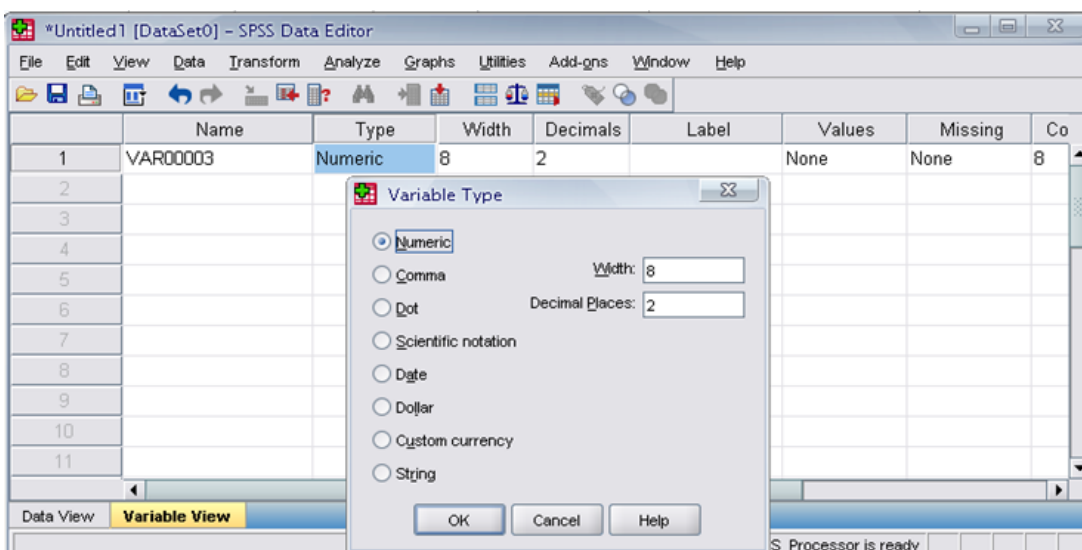 *Untitled1 [DataSet0] - SPSS Data Editor
File Edit View Data Transform Analyze Graphs Utilities Add-ons Window Help
Name Type Width Decimals Label Values Missing Co
1 VAR00003 Numeric 8 2 None None 8
2
3
4
5
6
7
8
9
10
11
Variable Type
Numeric
Comma
Dot
Scientific notation
Date
Dollar
Custom currency
String
Width: 8
Decimal Places: 2
OK Cancel Help
Data View Variable View
S Processor is ready